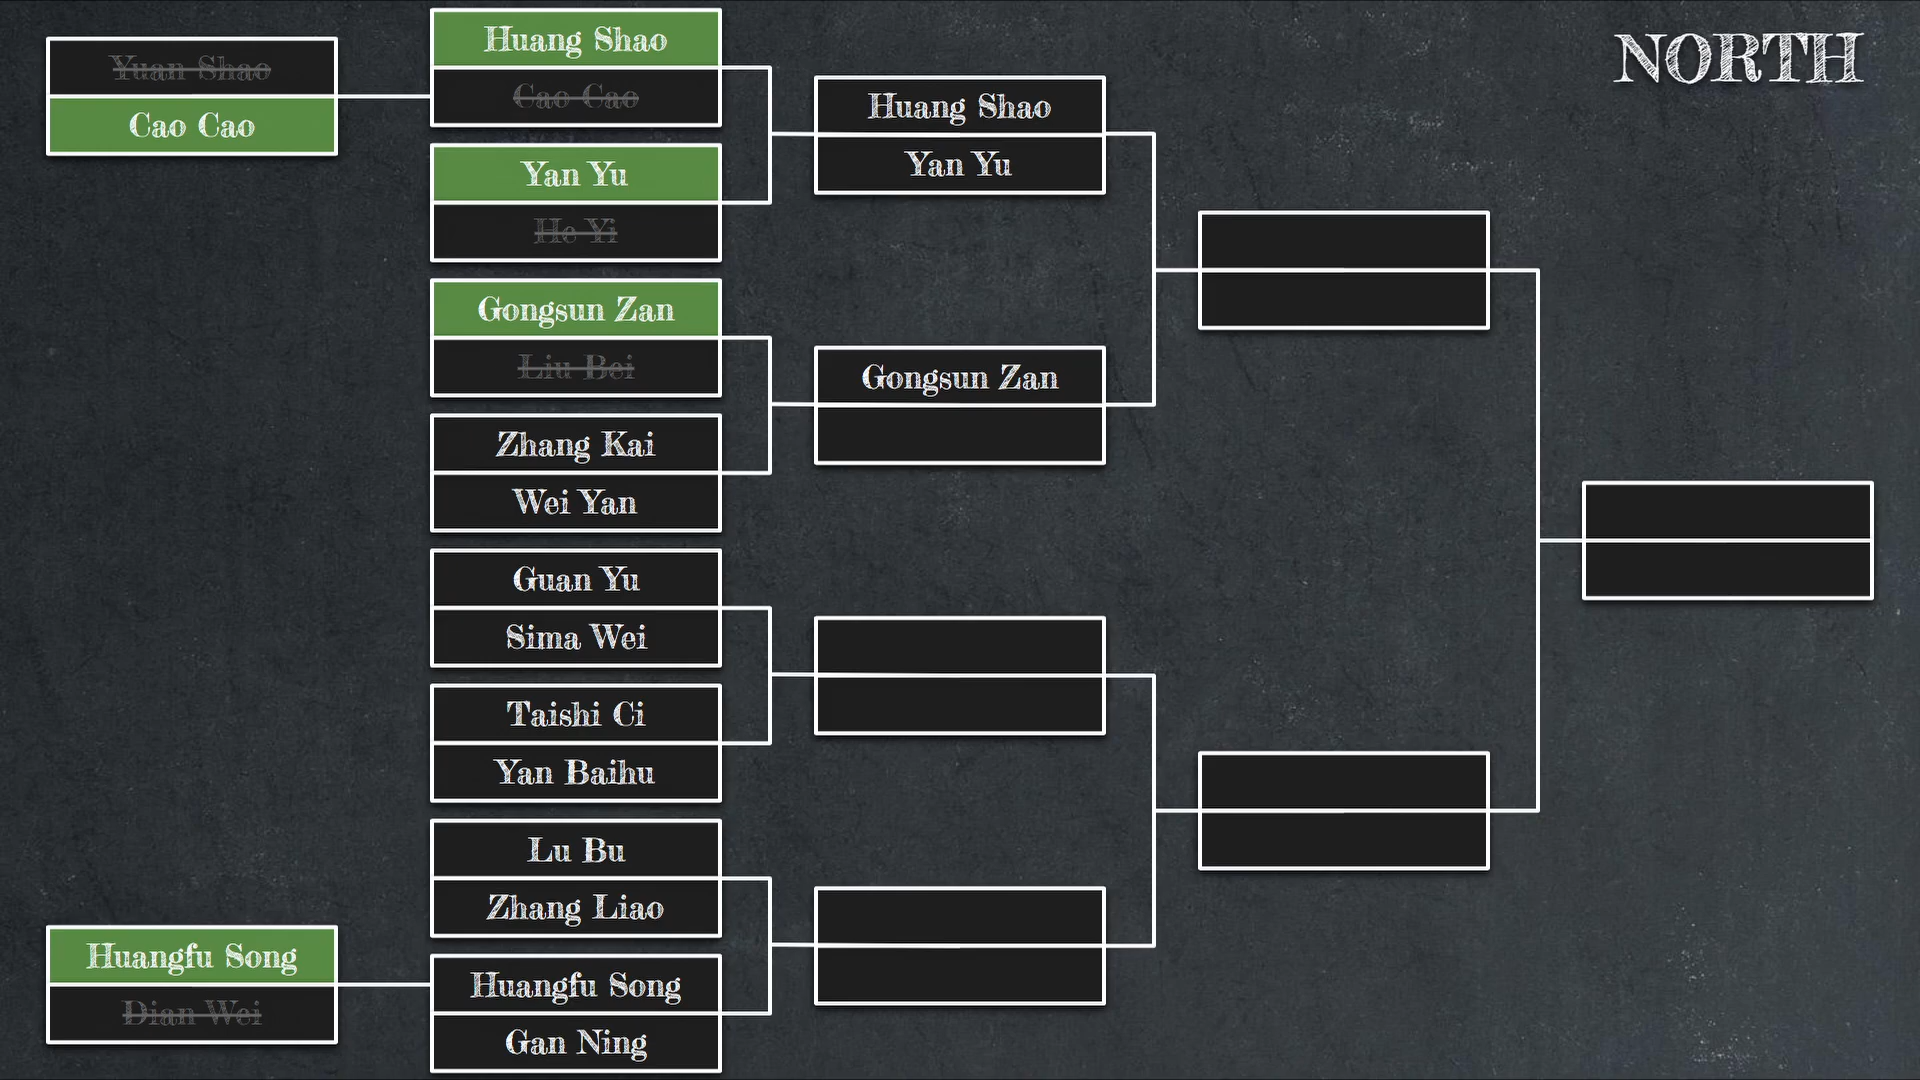 NORTH
Yuan Shao
Cao Cao
Huangfu Song
Dian Wei
Huang Shao
Cao Cao
Yan Yu
He Yi
Gongsun Zan
Liu Bei
Zhang Kai
Wei Yan
Guan Yu
Sima Wei
Taishi Ci
Yan Baihu
Lu Bu
Zhang Liao
Huangfu Song
Gan Ning
Huang Shao
Yan Yu
Gongsun Zan